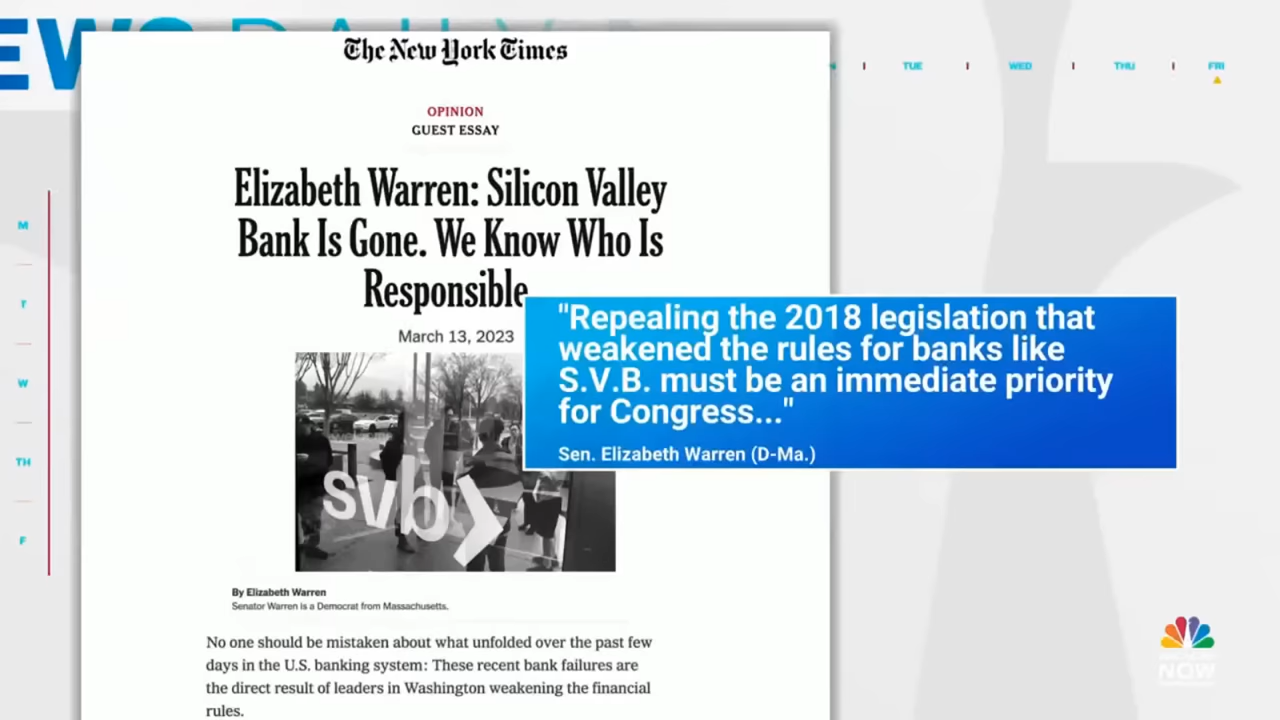 EWS DAILY
The New York Times
TUE
WED
THU
FRI
OPINION
GUEST ESSAY
Elizabeth Warren: Silicon Valley
Bank Is Gone. We Know Who Is
Responsible
March 13, 2023
"Repealing the 2018 legislation that
weakened the rules for banks like
S.V.B. must be an immediate priority
for Congress..."
Sen. Elizabeth Warren (D-Ma.)
M
T
W
TH
F
svb
By Elizabeth Warren
Senator Warren is a Democrat from Massachusetts.
No one should be mistaken about what unfolded over the past few
days in the U.S. banking system: These recent bank failures are
the direct result of leaders in Washington weakening the financial
rules.
NOW